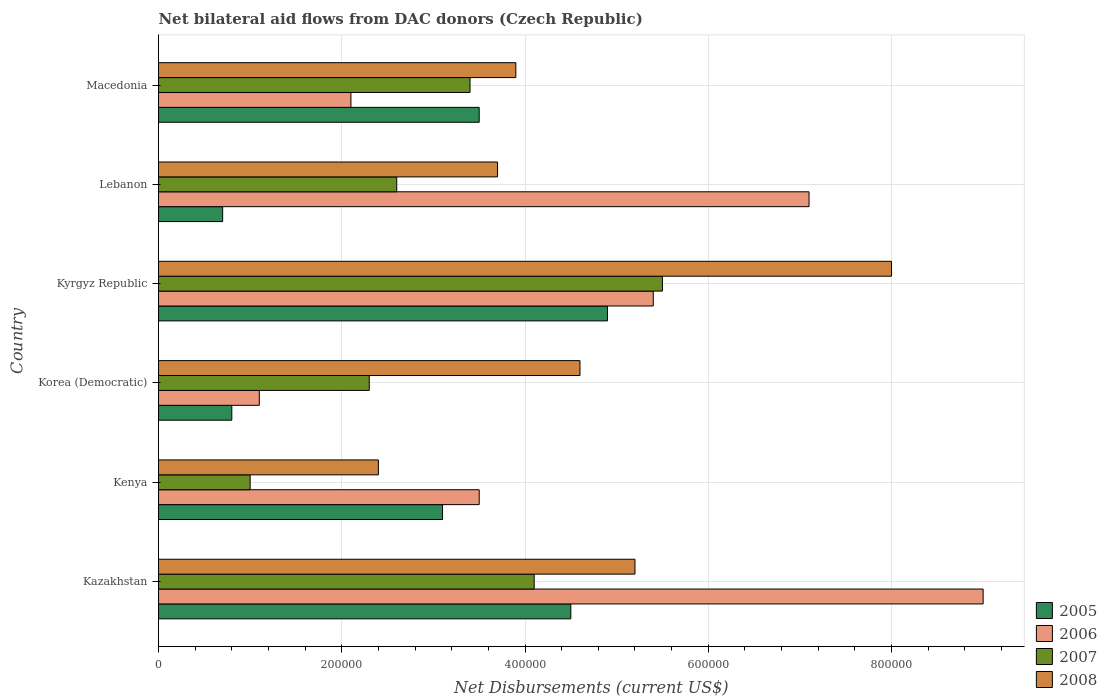 Net bilateral aid flows from DAC donors (Czech Republic)
Macedonia
Lebanon
Kyrgyz Republic
Korea (Democratic)
Kenya
Kazakhstan
Country
0
200000
400000
600000
800000
Net Disbursements (current US$)
2005
2006
2007
2008